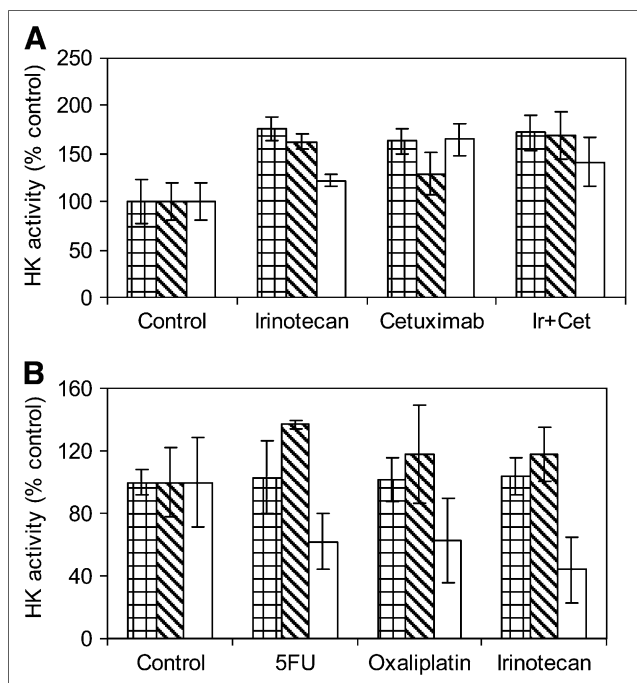 A
HK activity (% control)
250
200
150
100
50
0
Control Irinotecan Cetuximab Ir+Cet
B
HK activity (% control)
160
120
80
40
0
Control 5FU Oxaliplatin Irinotecan